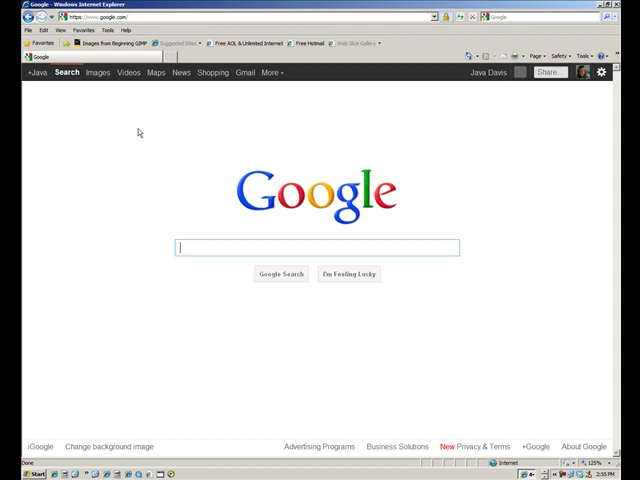 Google - Windows Internet Explorer
https://www.google.com/
Google
File Edit View Favorites Tools Help
Favorites Images from Beginning GIMP Suggested Sites Free AOL & Unlimited Internet Free Hotmail Web Slice Gallery
Google
Page Safety Tools
+Java Search Images Videos Maps News Shopping Gmail More Java Davis Share...
Google
Google Search I'm Feeling Lucky
iGoogle Change background image Advertising Programs Business Solutions New Privacy & Terms +Google About Google
Done Internet 125%
Start 2:55 PM